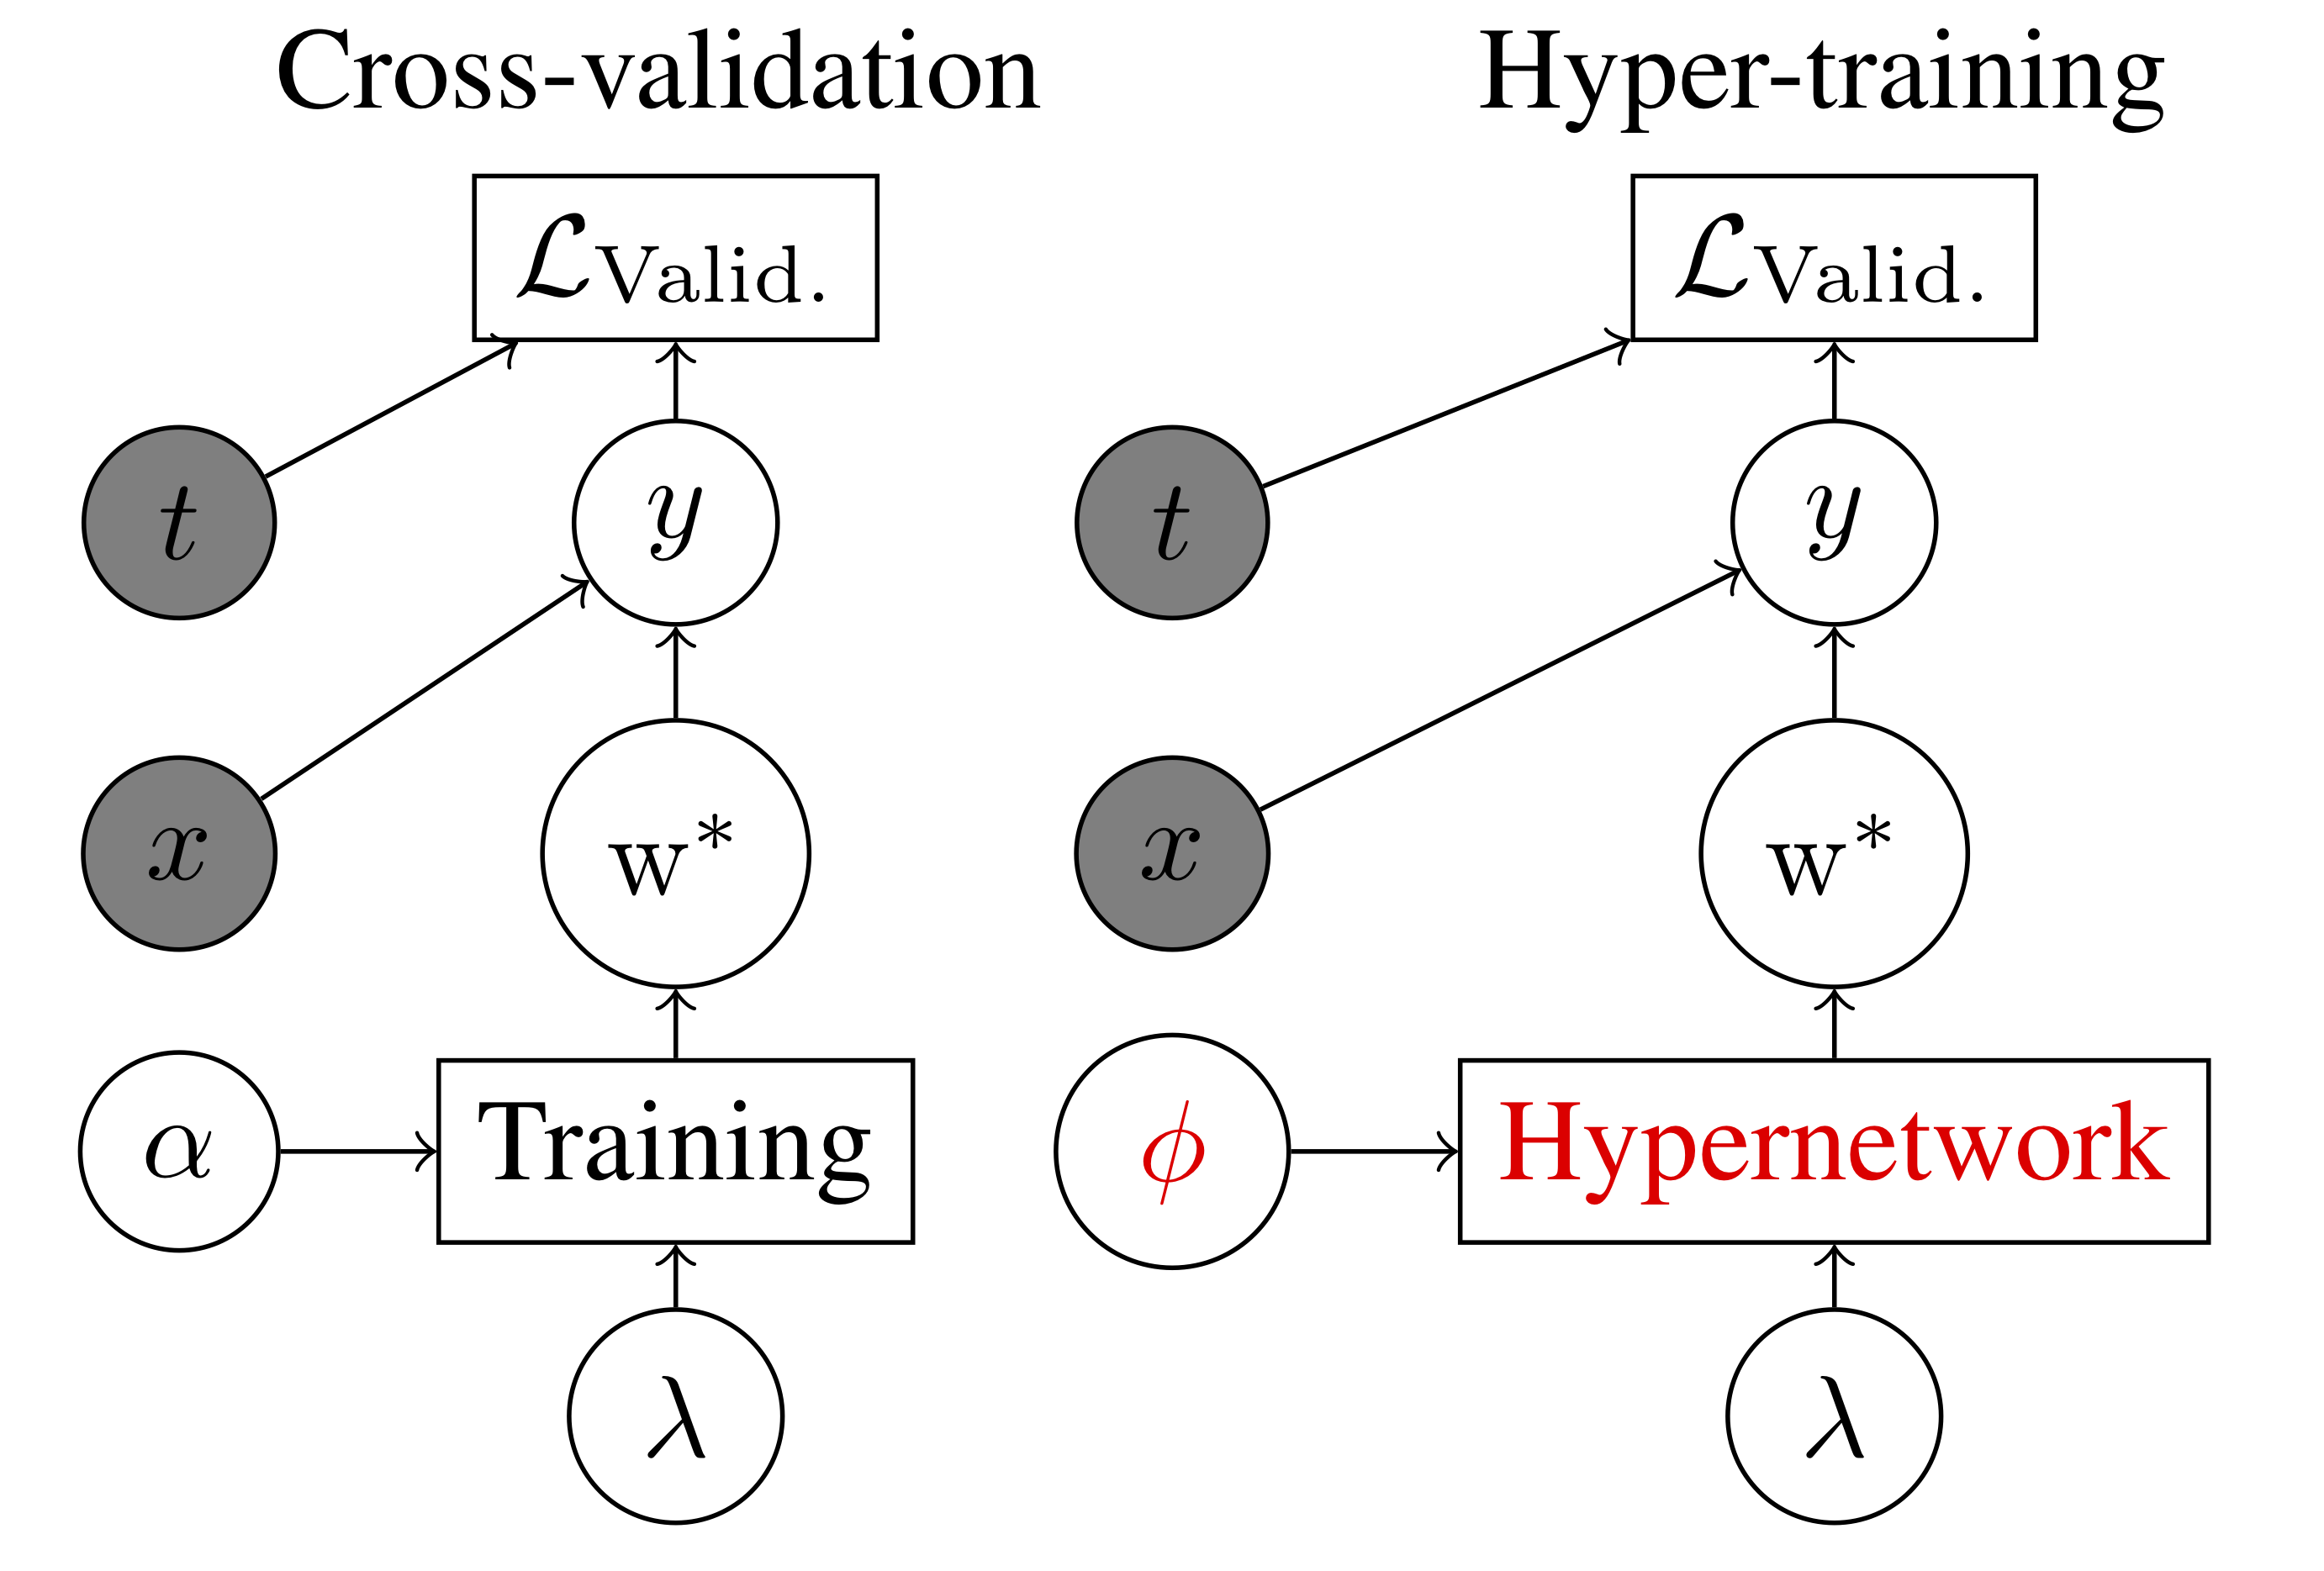 Cross-validation
ℒValid.
t
y
x
w*
α
Training
λ
Hyper-training
ℒValid.
t
y
x
w*
ϕ
Hypernetwork
λ